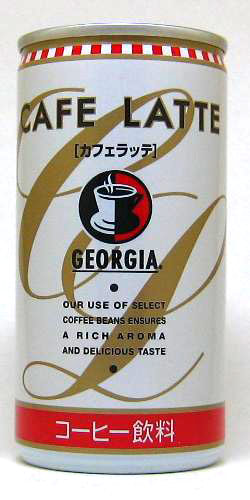 CAFE LATTE
[カフェラッテ]
GEORGIA.
OUR USE OF SELECT
COFFEE BEANS ENSURES
A RICH AROMA
AND DELICIOUS TASTE
コーヒー飲料